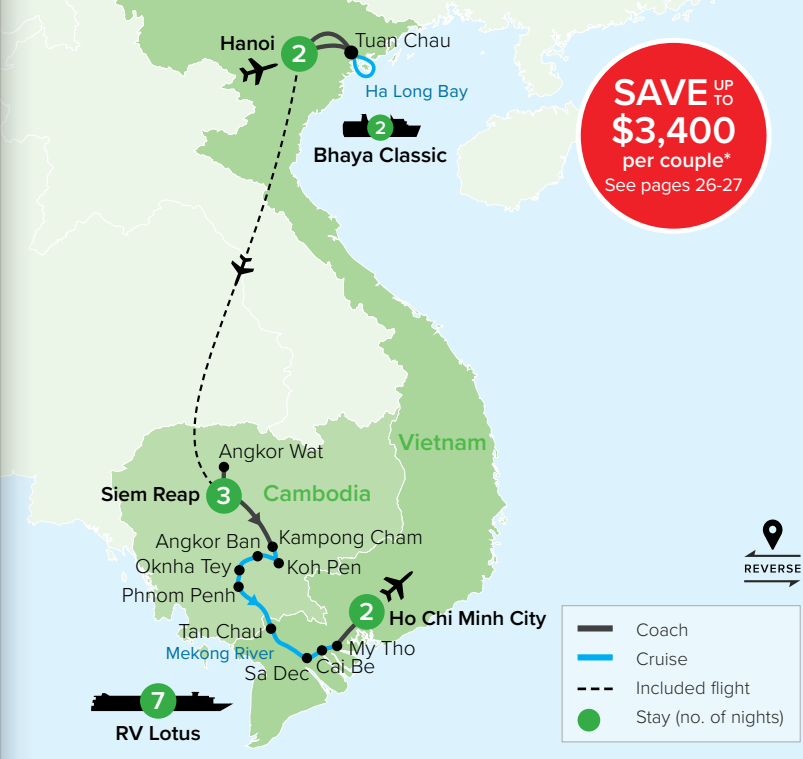 Hanoi
2
Tuan Chau
Ha Long Bay
2
Bhaya Classic
SAVE UP TO
$3,400
per couple*
See pages 26-27
Vietnam
Angkor Wat
Siem Reap
3
Cambodia
Angkor Ban
Kampong Cham
Oknha Tey
Koh Pen
Phnom Penh
2
Ho Chi Minh City
Tan Chau
My Tho
Mekong River
Cai Be
Sa Dec
7
RV Lotus
REVERSE
Coach
Cruise
Included flight
Stay (no. of nights)